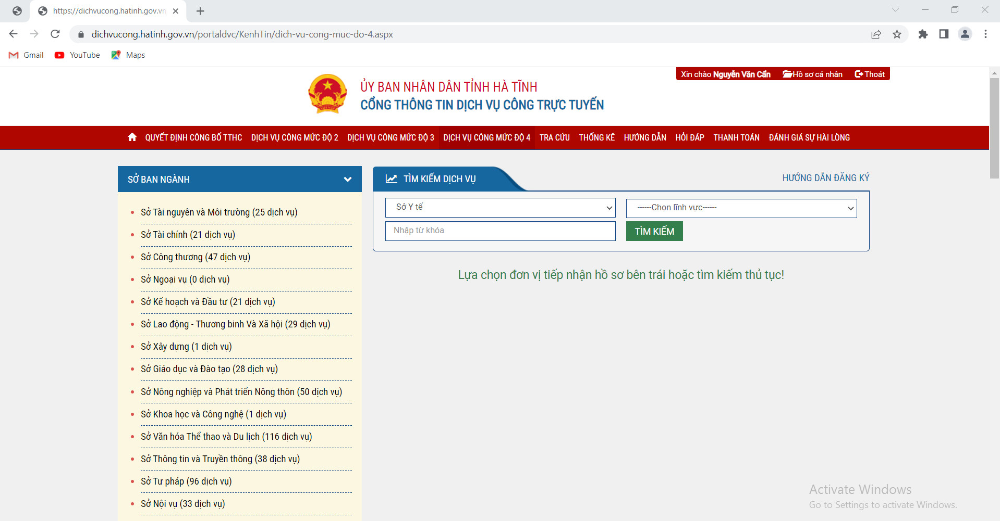 https://dichvucong.hatinh.gov.vn
dichvucong.hatinh.gov.vn/portaldvc/KenhTin/dich-vu-cong-muc-do-4.aspx
Gmail YouTube Maps
Xin chào Nguyễn Văn Cẩn Hồ sơ cá nhân Thoát
ỦY BAN NHÂN DÂN TỈNH HÀ TĨNH
CỔNG THÔNG TIN DỊCH VỤ CÔNG TRỰC TUYẾN
QUYẾT ĐỊNH CÔNG BỐ TTHC DỊCH VỤ CÔNG MỨC ĐỘ 2 DỊCH VỤ CÔNG MỨC ĐỘ 3 DỊCH VỤ CÔNG MỨC ĐỘ 4 TRA CỨU THỐNG KÊ HƯỚNG DẪN HỎI ĐÁP THANH TOÁN ĐÁNH GIÁ SỰ HÀI LÒNG
SỞ BAN NGÀNH
Sở Tài nguyên và Môi trường (25 dịch vụ)
Sở Tài chính (21 dịch vụ)
Sở Công thương (47 dịch vụ)
Sở Ngoại vụ (0 dịch vụ)
Sở Kế hoạch và Đầu tư (21 dịch vụ)
Sở Lao động - Thương binh Và Xã hội (29 dịch vụ)
Sở Xây dựng (1 dịch vụ)
Sở Giáo dục và Đào tạo (28 dịch vụ)
Sở Nông nghiệp và Phát triển Nông thôn (50 dịch vụ)
Sở Khoa học và Công nghệ (1 dịch vụ)
Sở Văn hóa Thể thao và Du lịch (116 dịch vụ)
Sở Thông tin và Truyền thông (38 dịch vụ)
Sở Tư pháp (96 dịch vụ)
Sở Nội vụ (33 dịch vụ)
TÌM KIẾM DỊCH VỤ
HƯỚNG DẪN ĐĂNG KÝ
Sở Y tế
------Chọn lĩnh vực------
Nhập từ khóa
TÌM KIẾM
Lựa chọn đơn vị tiếp nhận hồ sơ bên trái hoặc tìm kiếm thủ tục!
Activate Windows
Go to Settings to activate Windows.